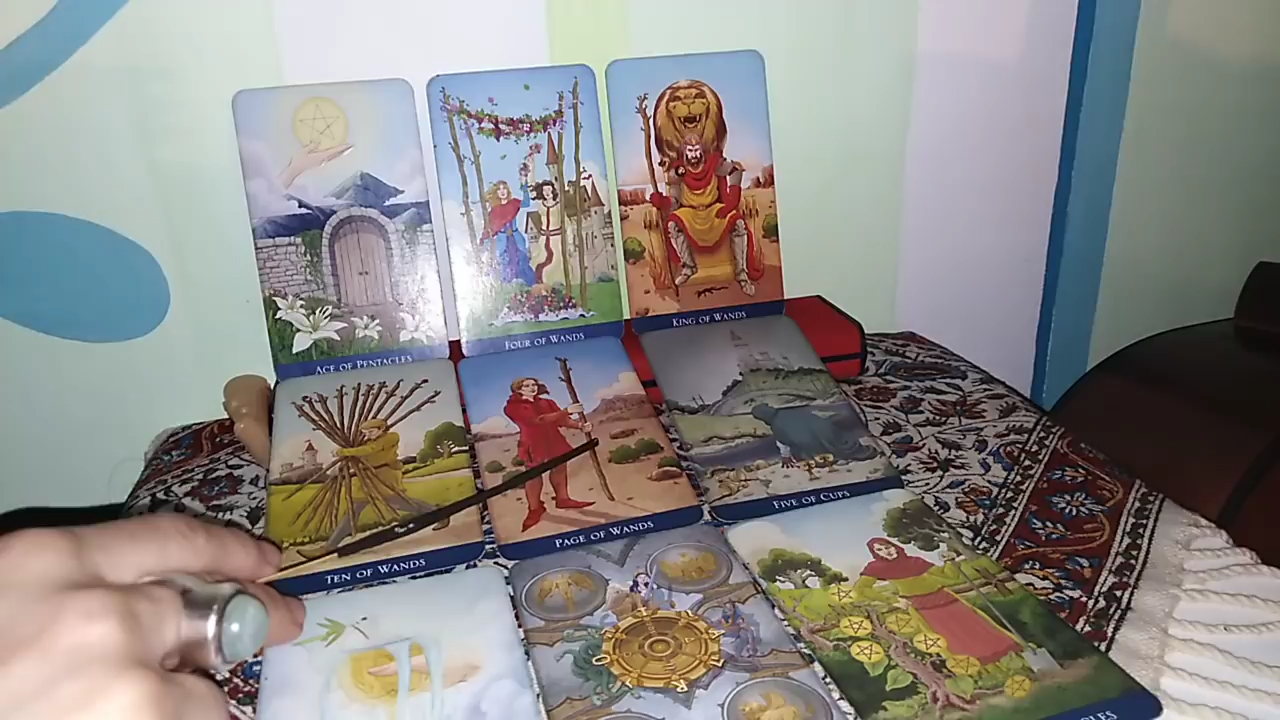 ACE OF PENTACLES
FOUR OF WANDS
KING OF WANDS
TEN OF WANDS
PAGE OF WANDS
FIVE OF CUPS